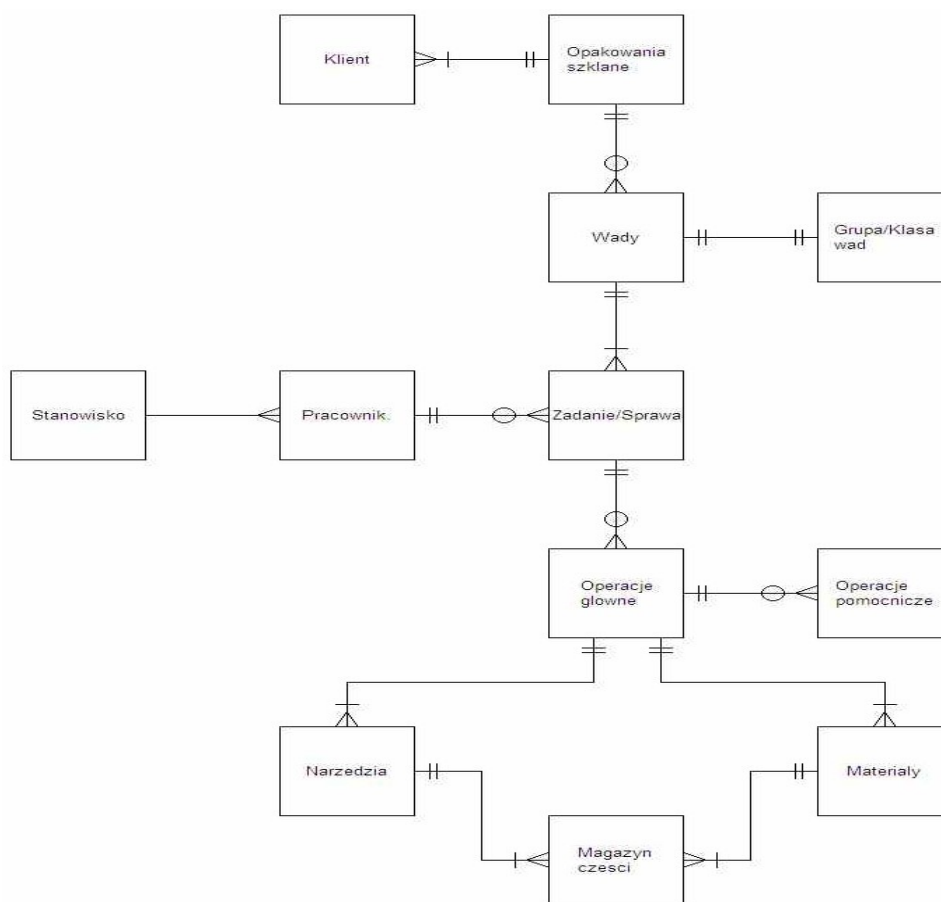 Klient
Opakowania
szklane
Wady
Grupa/Klasa
wad
Stanowisko
Pracownik.
Zadanie/Sprawa
Operacje
glowne
Operacje
pomocnicze
Narzedzia
Materialy
Magazyn
czesci